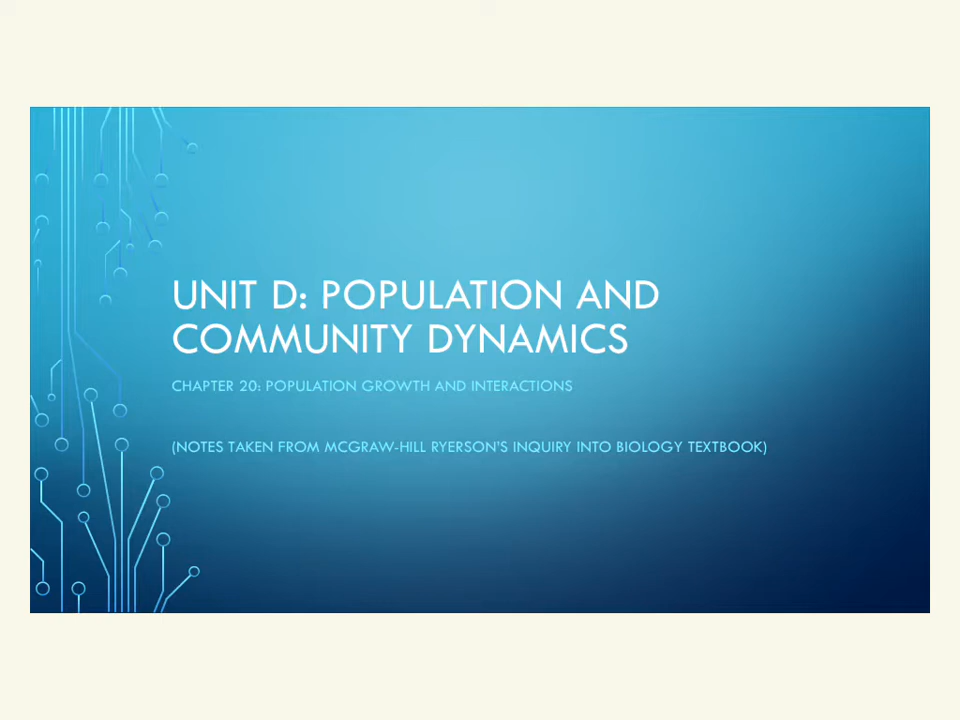 UNIT D: POPULATION AND
COMMUNITY DYNAMICS
CHAPTER 20: POPULATION GROWTH AND INTERACTIONS
(NOTES TAKEN FROM MCGRAW-HILL RYERSON'S INQUIRY INTO BIOLOGY TEXTBOOK)